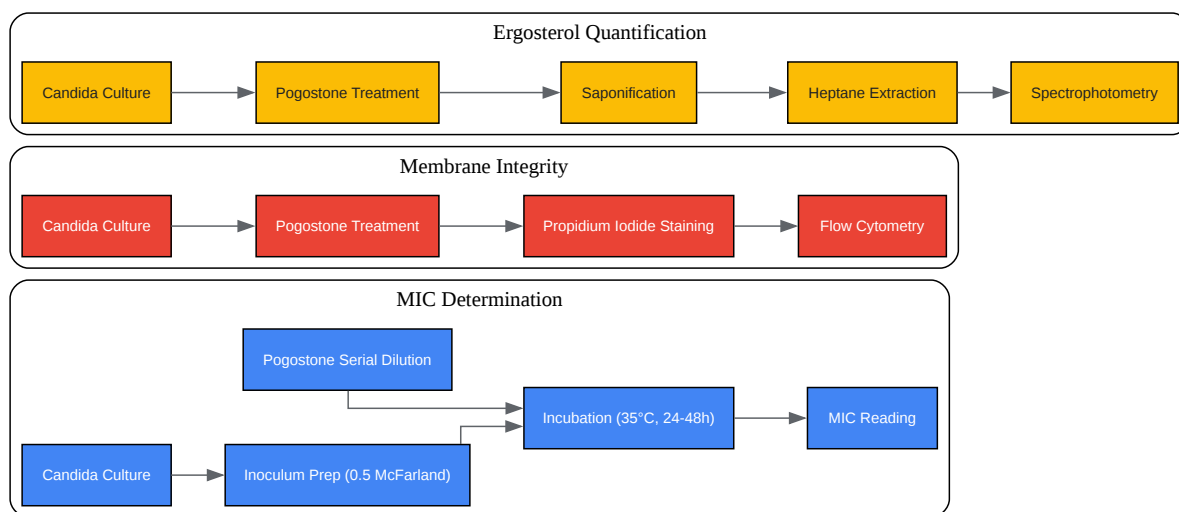 Ergosterol Quantification
Candida Culture
Pogostone Treatment
Saponification
Heptane Extraction
Spectrophotometry
Membrane Integrity
Candida Culture
Pogostone Treatment
Propidium Iodide Staining
Flow Cytometry
MIC Determination
Pogostone Serial Dilution
Incubation (35°C, 24-48h)
MIC Reading
Candida Culture
Inoculum Prep (0.5 McFarland)